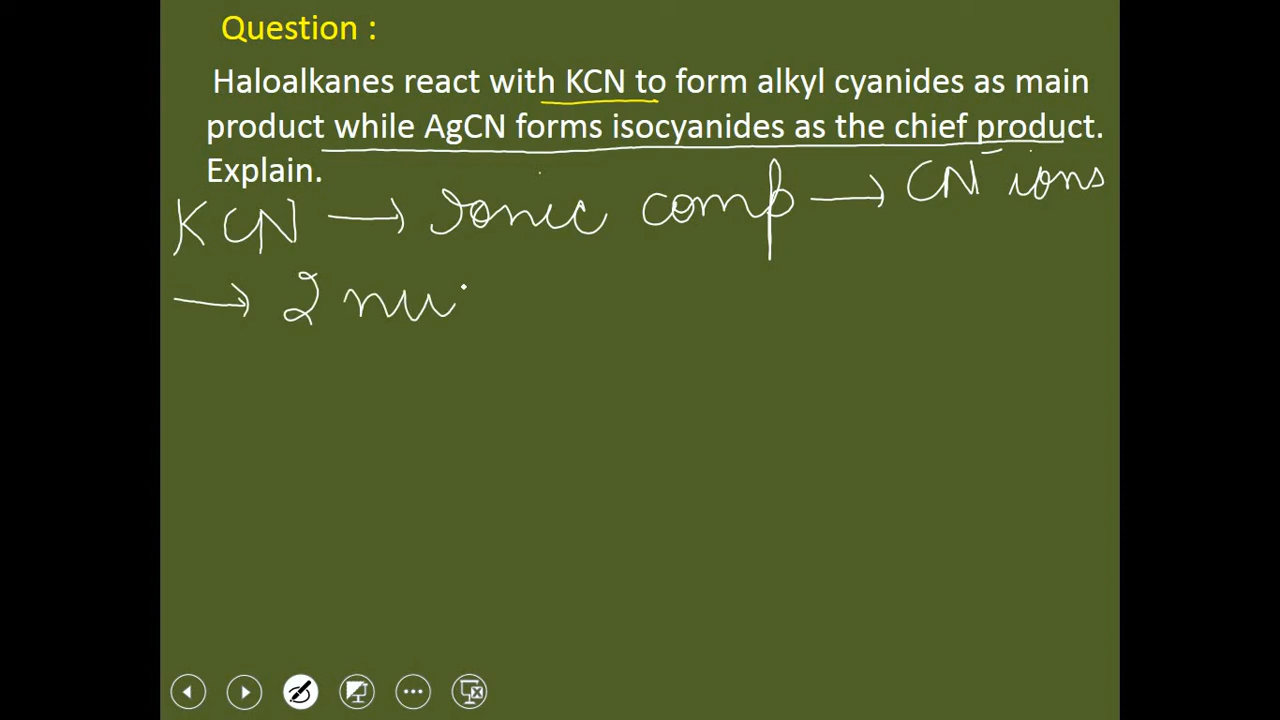 Question :
Haloalkanes react with KCN to form alkyl cyanides as main
product while AgCN forms isocyanides as the chief product.
Explain.
KCN → Ionic comp → CN⁻ ions
→ 2 nu